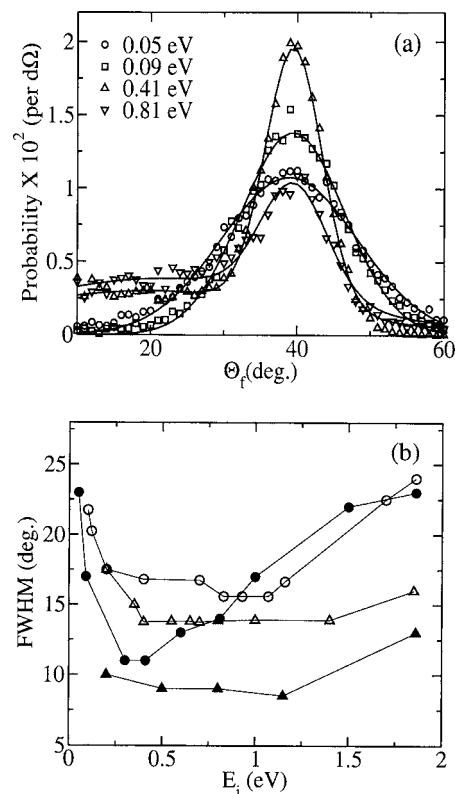 (a)
0.05 eV
0.09 eV
0.41 eV
0.81 eV
Probability X 10² (per dΩ)
2
1.5
1
0.5
0
20
40
60
Θf(deg.)
(b)
FWHM (deg.)
25
20
15
10
5
0
0.5
1
1.5
2
Ei (eV)